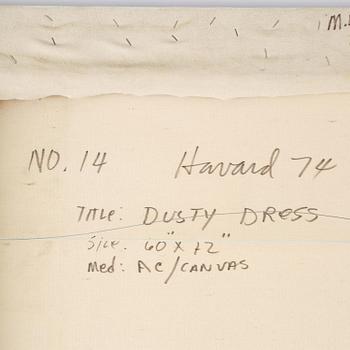 M.
NO. 14 Havard 74
TITLE: DUSTY DRESS
Size. 60" X 72"
Med: AC/CANVAS